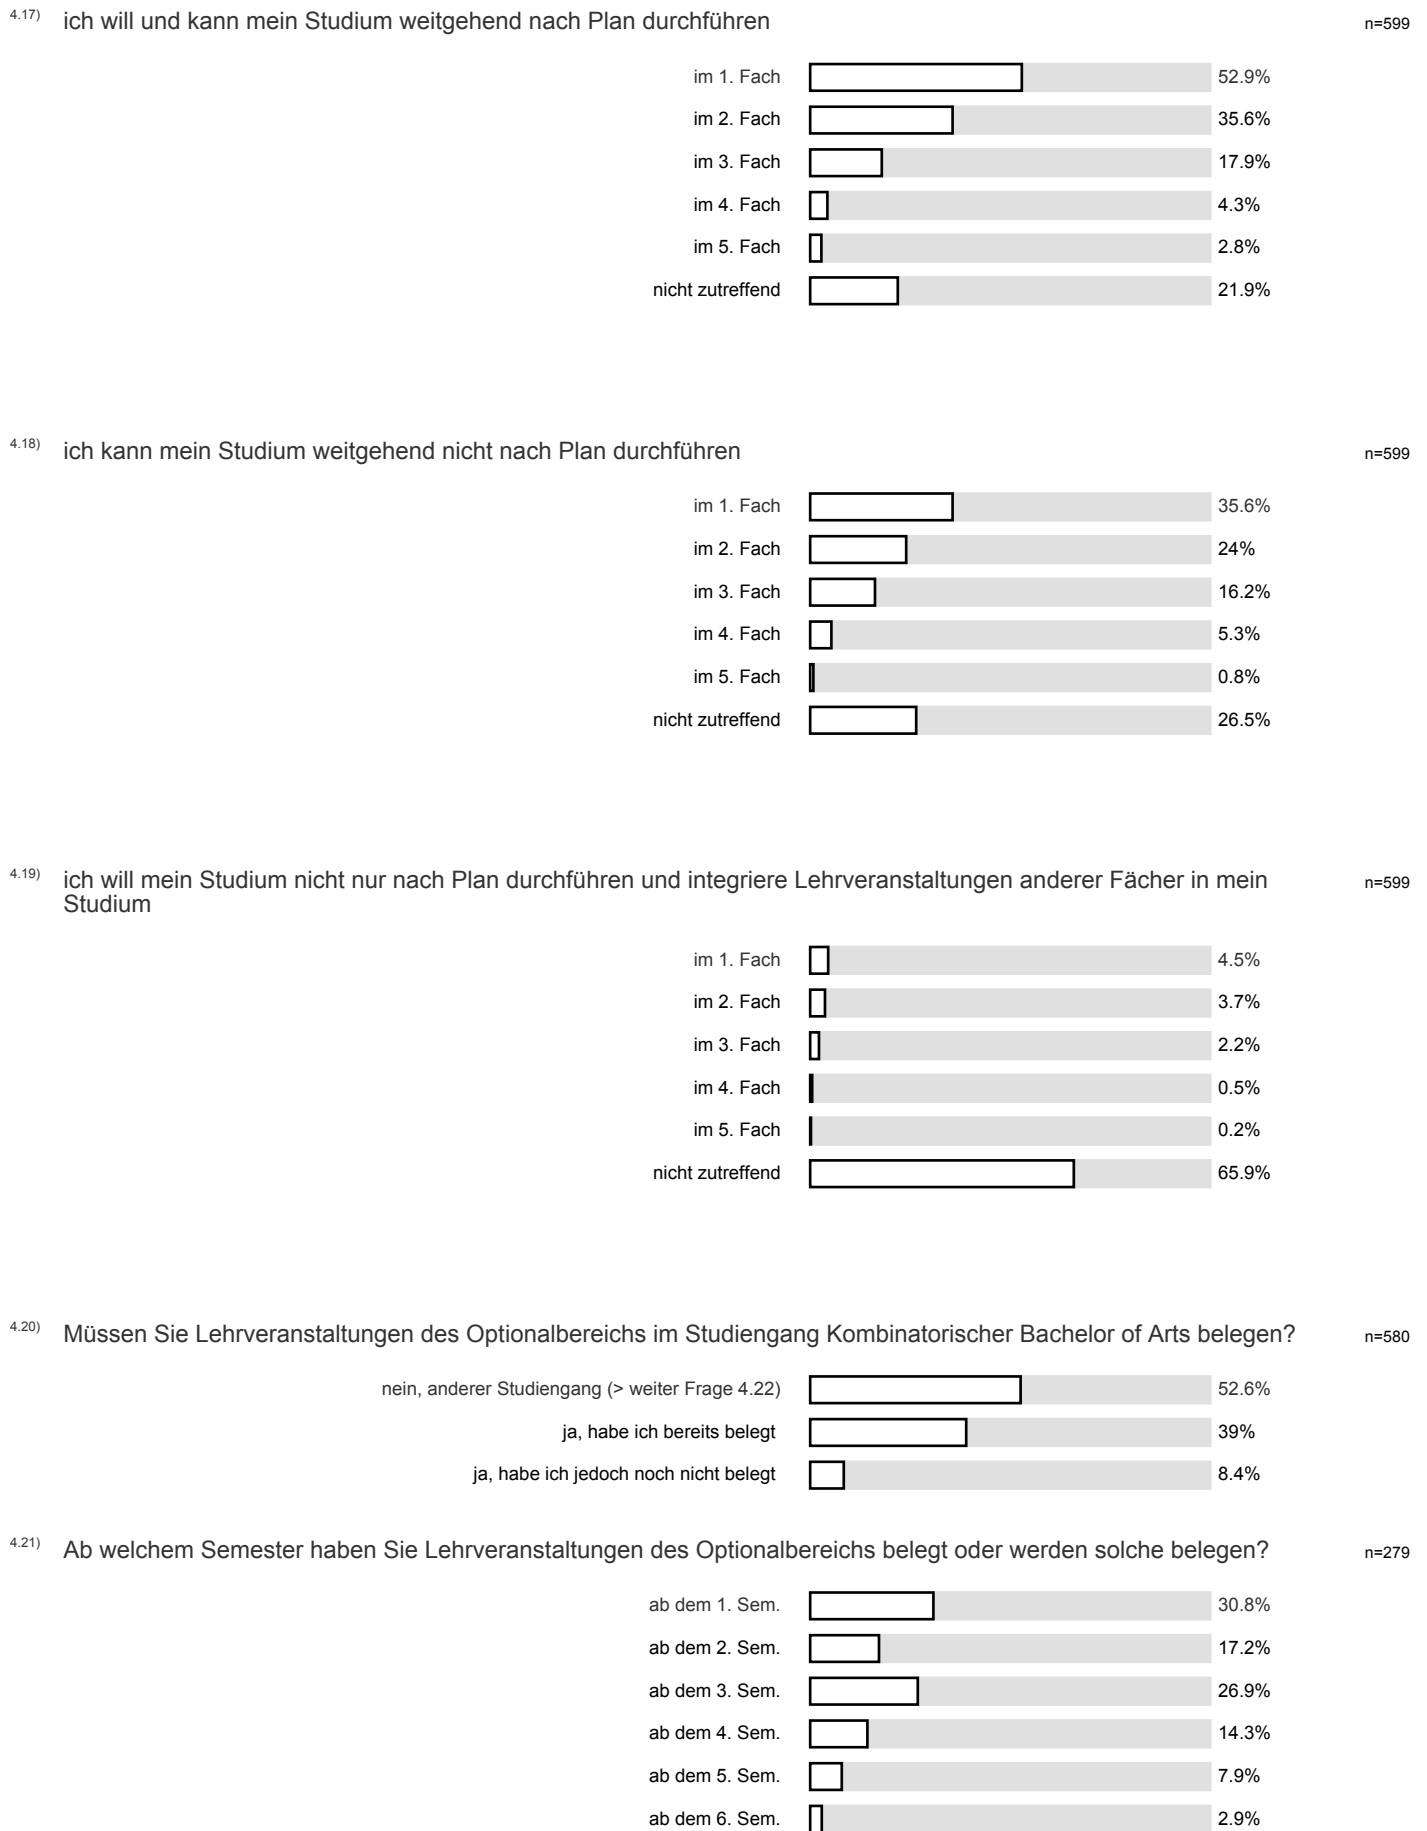 4.17) ich will und kann mein Studium weitgehend nach Plan durchführen n=599
im 1. Fach 52.9%
im 2. Fach 35.6%
im 3. Fach 17.9%
im 4. Fach 4.3%
im 5. Fach 2.8%
nicht zutreffend 21.9%
4.18) ich kann mein Studium weitgehend nicht nach Plan durchführen n=599
im 1. Fach 35.6%
im 2. Fach 24%
im 3. Fach 16.2%
im 4. Fach 5.3%
im 5. Fach 0.8%
nicht zutreffend 26.5%
4.19) ich will mein Studium nicht nur nach Plan durchführen und integriere Lehrveranstaltungen anderer Fächer in mein n=599
Studium
im 1. Fach 4.5%
im 2. Fach 3.7%
im 3. Fach 2.2%
im 4. Fach 0.5%
im 5. Fach 0.2%
nicht zutreffend 65.9%
4.20) Müssen Sie Lehrveranstaltungen des Optionalbereichs im Studiengang Kombinatorischer Bachelor of Arts belegen? n=580
nein, anderer Studiengang (> weiter Frage 4.22) 52.6%
ja, habe ich bereits belegt 39%
ja, habe ich jedoch noch nicht belegt 8.4%
4.21) Ab welchem Semester haben Sie Lehrveranstaltungen des Optionalbereichs belegt oder werden solche belegen? n=279
ab dem 1. Sem. 30.8%
ab dem 2. Sem. 17.2%
ab dem 3. Sem. 26.9%
ab dem 4. Sem. 14.3%
ab dem 5. Sem. 7.9%
ab dem 6. Sem. 2.9%